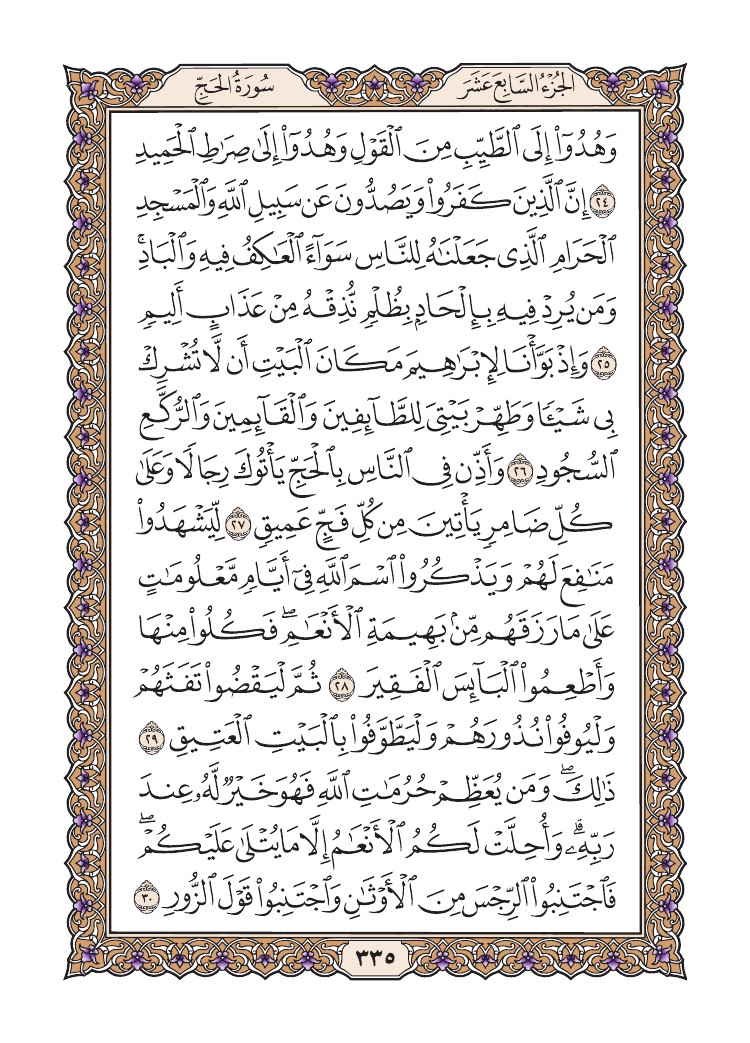 الجُزْءُ السَّابِعَ عَشَرَ
سُورَةُ الحَجِّ
وَهُدُوٓا۟ إِلَى ٱلطَّيِّبِ مِنَ ٱلْقَوْلِ وَهُدُوٓا۟ إِلَىٰ صِرَٰطِ ٱلْحَمِيدِ
٢٤ إِنَّ ٱلَّذِينَ كَفَرُوا۟ وَيَصُدُّونَ عَن سَبِيلِ ٱللَّهِ وَٱلْمَسْجِدِ
ٱلْحَرَامِ ٱلَّذِى جَعَلْنَٰهُ لِلنَّاسِ سَوَآءً ٱلْعَٰكِفُ فِيهِ وَٱلْبَادِ ۚ
وَمَن يُرِدْ فِيهِ بِإِلْحَادٍۭ بِظُلْمٍ نُّذِقْهُ مِنْ عَذَابٍ أَلِيمٍ
٢٥ وَإِذْ بَوَّأْنَا لِإِبْرَٰهِيمَ مَكَانَ ٱلْبَيْتِ أَن لَّا تُشْرِكْ
بِى شَيْـًٔا وَطَهِّرْ بَيْتِىَ لِلطَّآئِفِينَ وَٱلْقَآئِمِينَ وَٱلرُّكَّعِ
ٱلسُّجُودِ ٢٦ وَأَذِّن فِى ٱلنَّاسِ بِٱلْحَجِّ يَأْتُوكَ رِجَالًا وَعَلَىٰ
كُلِّ ضَامِرٍ يَأْتِينَ مِن كُلِّ فَجٍّ عَمِيقٍ ٢٧ لِّيَشْهَدُوا۟
مَنَٰفِعَ لَهُمْ وَيَذْكُرُوا۟ ٱسْمَ ٱللَّهِ فِىٓ أَيَّامٍ مَّعْلُومَٰتٍ
عَلَىٰ مَا رَزَقَهُم مِّنۢ بَهِيمَةِ ٱلْأَنْعَٰمِ ۖ فَكُلُوا۟ مِنْهَا
وَأَطْعِمُوا۟ ٱلْبَآئِسَ ٱلْفَقِيرَ ٢٨ ثُمَّ لْيَقْضُوا۟ تَفَثَهُمْ
وَلْيُوفُوا۟ نُذُورَهُمْ وَلْيَطَّوَّفُوا۟ بِٱلْبَيْتِ ٱلْعَتِيقِ ٢٩
ذَٰلِكَ ۖ وَمَن يُعَظِّمْ حُرُمَٰتِ ٱللَّهِ فَهُوَ خَيْرٌ لَّهُۥ عِندَ
رَبِّهِۦ ۗ وَأُحِلَّتْ لَكُمُ ٱلْأَنْعَٰمُ إِلَّا مَا يُتْلَىٰ عَلَيْكُمْ ۖ
فَٱجْتَنِبُوا۟ ٱلرِّجْسَ مِنَ ٱلْأَوْثَٰنِ وَٱجْتَنِبُوا۟ قَوْلَ ٱلزُّورِ ٣٠
٣٣٥